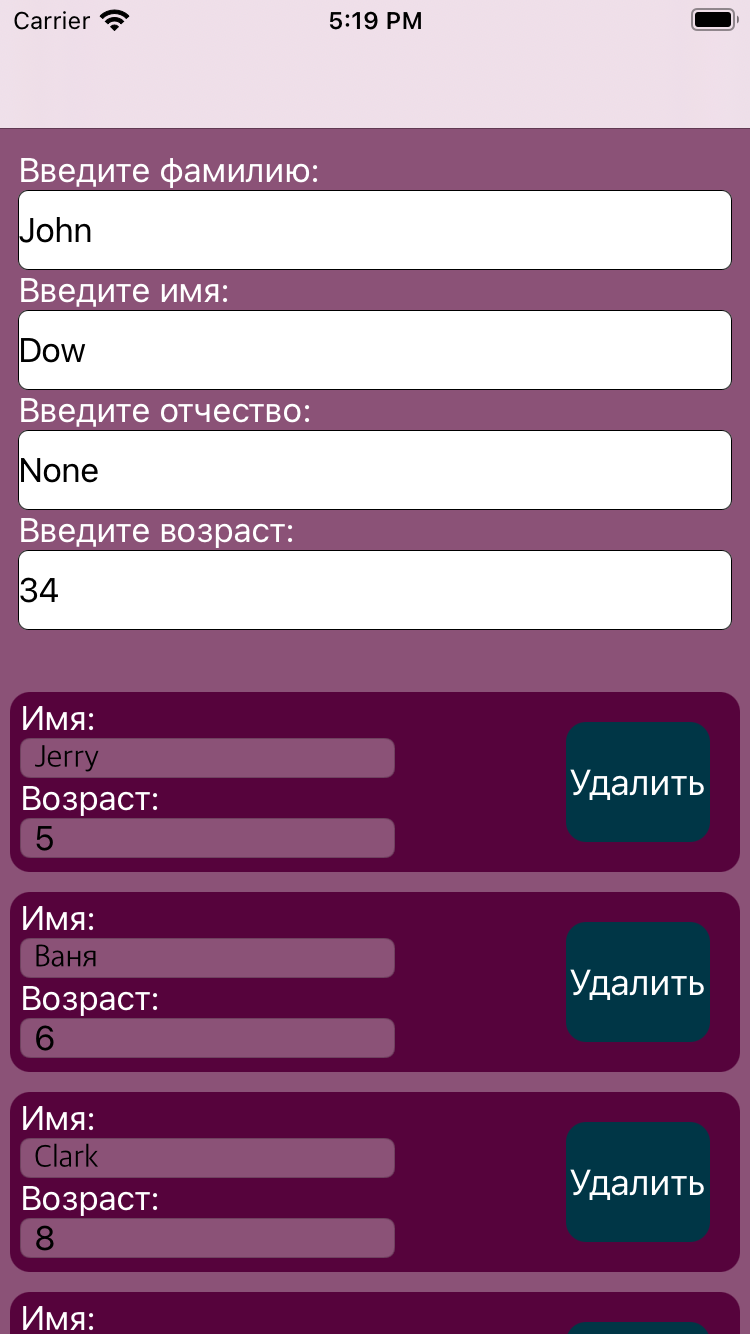 Carrier 5:19 PM
Введите фамилию:
John
Введите имя:
Dow
Введите отчество:
None
Введите возраст:
34
Имя:
Jerry
Возраст:
5
Удалить
Имя:
Ваня
Возраст:
6
Удалить
Имя:
Clark
Возраст:
8
Удалить
Имя: